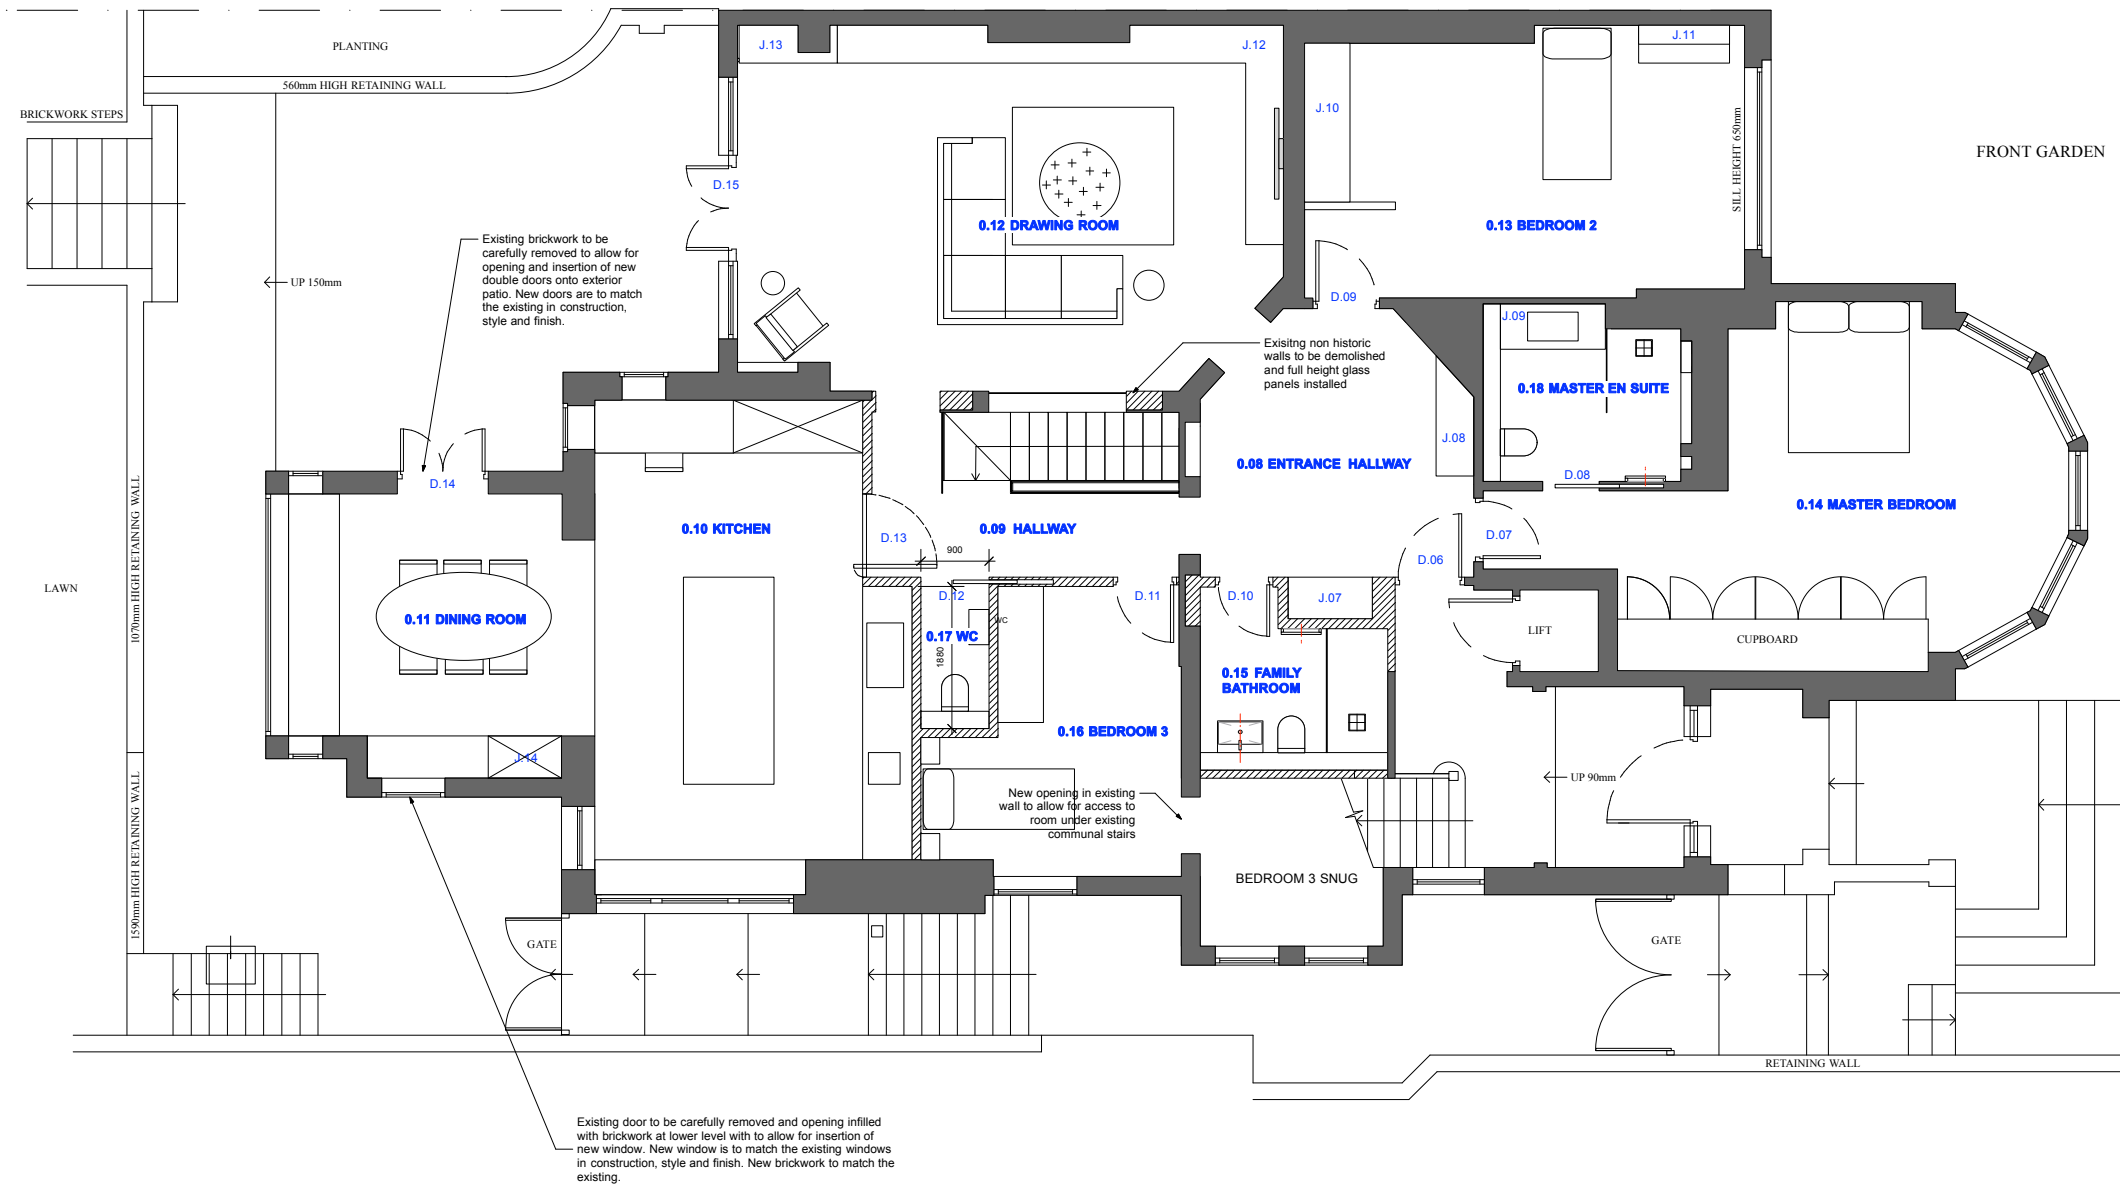 PLANTING
560mm HIGH RETAINING WALL
BRICKWORK STEPS
J.13
J.12
J.11
J.10
SILL HEIGHT 650mm
FRONT GARDEN
D.15
0.12 DRAWING ROOM
0.13 BEDROOM 2
Existing brickwork to be
carefully removed to allow for
opening and insertion of new
double doors onto exterior
patio. New doors are to match
the existing in construction,
style and finish.
UP 150mm
D.09
J.09
Exisitng non historic
walls to be demolished
and full height glass
panels installed
0.18 MASTER EN SUITE
J.08
0.08 ENTRANCE HALLWAY
D.08
D.14
0.14 MASTER BEDROOM
0.10 KITCHEN
D.13
0.09 HALLWAY
900
D.07
D.06
1070mm HIGH RETAINING WALL
LAWN
D.12
D.11
D.10
J.07
0.11 DINING ROOM
WC
0.17 WC
1880
LIFT
CUPBOARD
0.15 FAMILY
BATHROOM
0.16 BEDROOM 3
J.14
UP 90mm
New opening in existing
wall to allow for access to
room under existing
communal stairs
1590mm HIGH RETAINING WALL
BEDROOM 3 SNUG
GATE
GATE
RETAINING WALL
Existing door to be carefully removed and opening infilled
with brickwork at lower level with to allow for insertion of
new window. New window is to match the existing windows
in construction, style and finish. New brickwork to match the
existing.